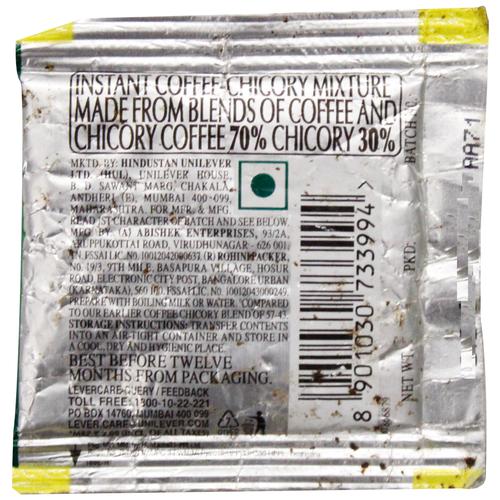 INSTANT COFFEE-CHICORY MIXTURE
MADE FROM BLENDS OF COFFEE AND
CHICORY COFFEE 70% CHICORY 30%
MKTD. BY: HINDUSTAN UNILEVER
LTD. (HUL), UNILEVER HOUSE,
B. D. SAWANT MARG, CHAKALA,
ANDHERI (E), MUMBAI 400-099,
MAHARASHTRA. FOR MFR. & MFG.
READ 1ST CHARACTER OF BATCH AND SEE BELOW.
MFG BY. (A) ABISHEK ENTERPRISES, 93/2A,
ARUPPUKOTTAI ROAD, VIRUDHUNAGAR - 626 001,
TN, FSSAI LIC. No. 10012042000637, (R) ROHINI PACKER,
No. 19/3, 9TH MILE, BASAPURA VILLAGE, HOSUR
ROAD, ELECTRONIC CITY POST, BANGALORE URBAN
(KARNATAKA), 560 100. FSSAI LIC. No. 10012043000249,
PREPARE WITH BOILING MILK OR WATER. *COMPARED
TO OUR EARLIER COFFEE CHICORY BLEND OF 57-43
STORAGE INSTRUCTIONS: TRANSFER CONTENTS
INTO AN AIR-TIGHT CONTAINER AND STORE IN
A COOL, DRY AND HYGIENIC PLACE.
BEST BEFORE TWELVE
MONTHS FROM PACKAGING.
LEVERCARE-QUERY / FEEDBACK
TOLL FREE: 1800-10-22-221
PO BOX 14760, MUMBAI 400 099
LEVER.CARE@UNILEVER.COM
8 901030 733994 >
BATCH NO.
AA71
PKD.
NET WT.